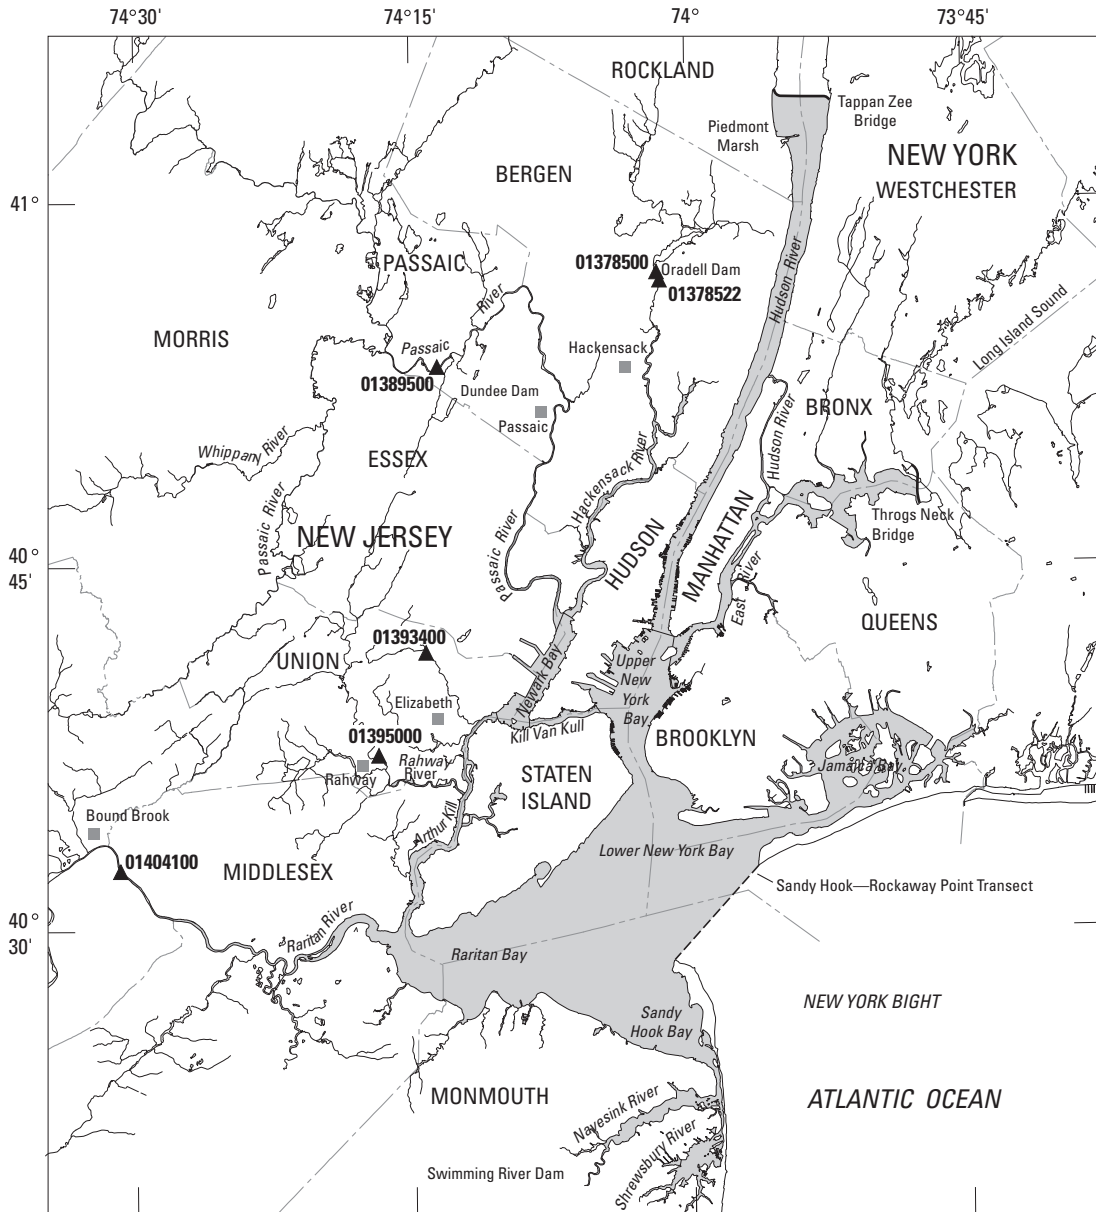 74°30'
74°15'
74°
73°45'
ROCKLAND
Tappan Zee
Bridge
Piedmont
Marsh
NEW YORK
WESTCHESTER
BERGEN
41°
PASSAIC
01378500
Oradell Dam
01378522
Hudson River
River
Long Island Sound
MORRIS
Passaic
Hackensack
01389500
Dundee Dam
Passaic
BRONX
Hudson River
Whippany River
ESSEX
Hackensack River
Passaic River
NEW JERSEY
Passaic River
HUDSON
MANHATTAN
Throgs Neck
Bridge
40°
45'
East River
QUEENS
01393400
UNION
Upper
New
York
Bay
Newark Bay
Elizabeth
Kill Van Kull
BROOKLYN
01395000
Rahway
River
Rahway
STATEN
ISLAND
Jamaica Bay
Bound Brook
Arthur Kill
Lower New York Bay
01404100
MIDDLESEX
Sandy Hook—Rockaway Point Transect
40°
30'
Raritan River
Raritan Bay
NEW YORK BIGHT
Sandy
Hook Bay
MONMOUTH
ATLANTIC OCEAN
Navesink River
Swimming River Dam
Shrewsbury River